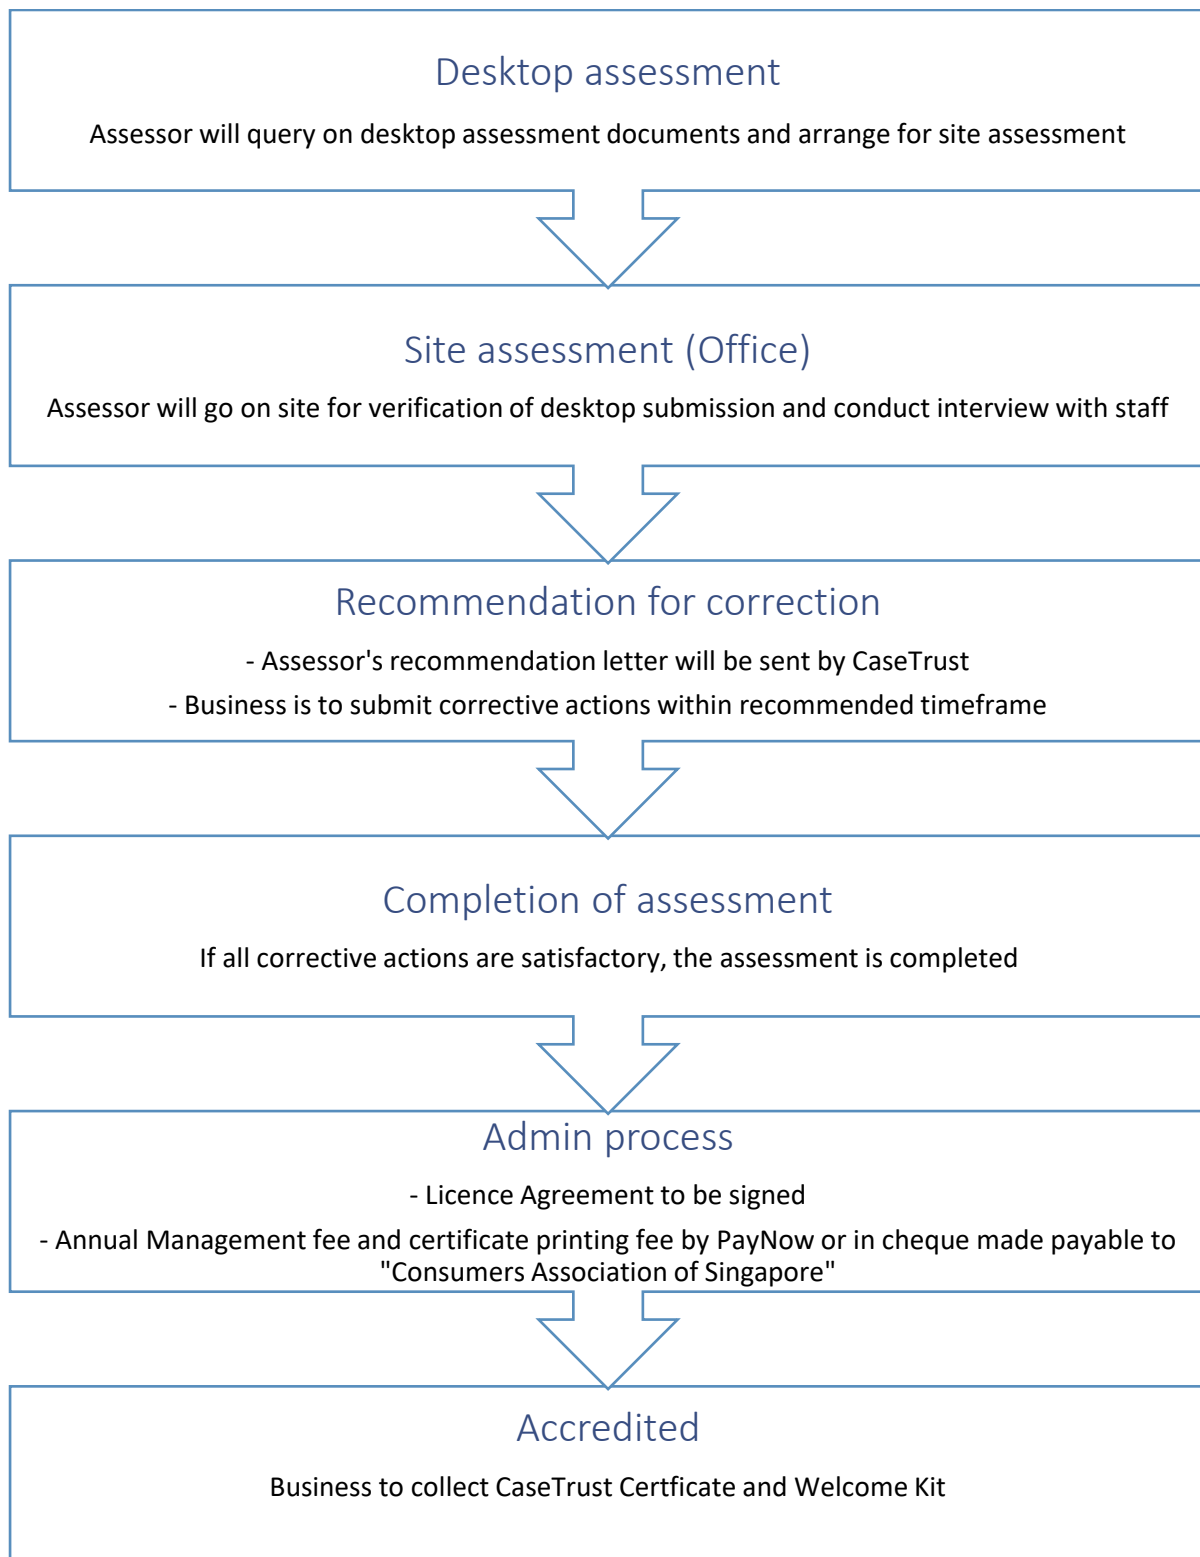 Desktop assessment
Assessor will query on desktop assessment documents and arrange for site assessment
Site assessment (Office)
Assessor will go on site for verification of desktop submission and conduct interview with staff
Recommendation for correction
- Assessor's recommendation letter will be sent by CaseTrust
- Business is to submit corrective actions within recommended timeframe
Completion of assessment
If all corrective actions are satisfactory, the assessment is completed
Admin process
- Licence Agreement to be signed
- Annual Management fee and certificate printing fee by PayNow or in cheque made payable to
"Consumers Association of Singapore"
Accredited
Business to collect CaseTrust Certficate and Welcome Kit